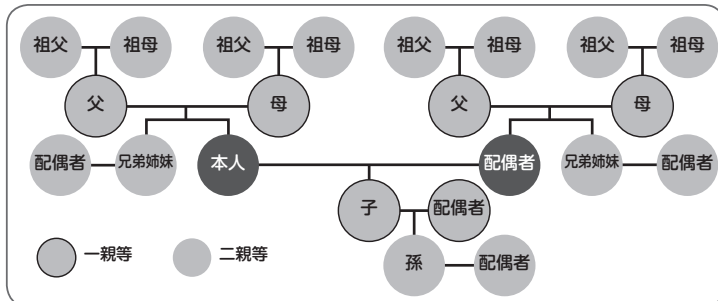 祖父 祖母 祖父 祖母 祖父 祖母 祖父 祖母
父 母 父 母
配偶者 兄弟姉妹 本人 配偶者 兄弟姉妹 配偶者
子 配偶者
一親等 二親等
孫 配偶者